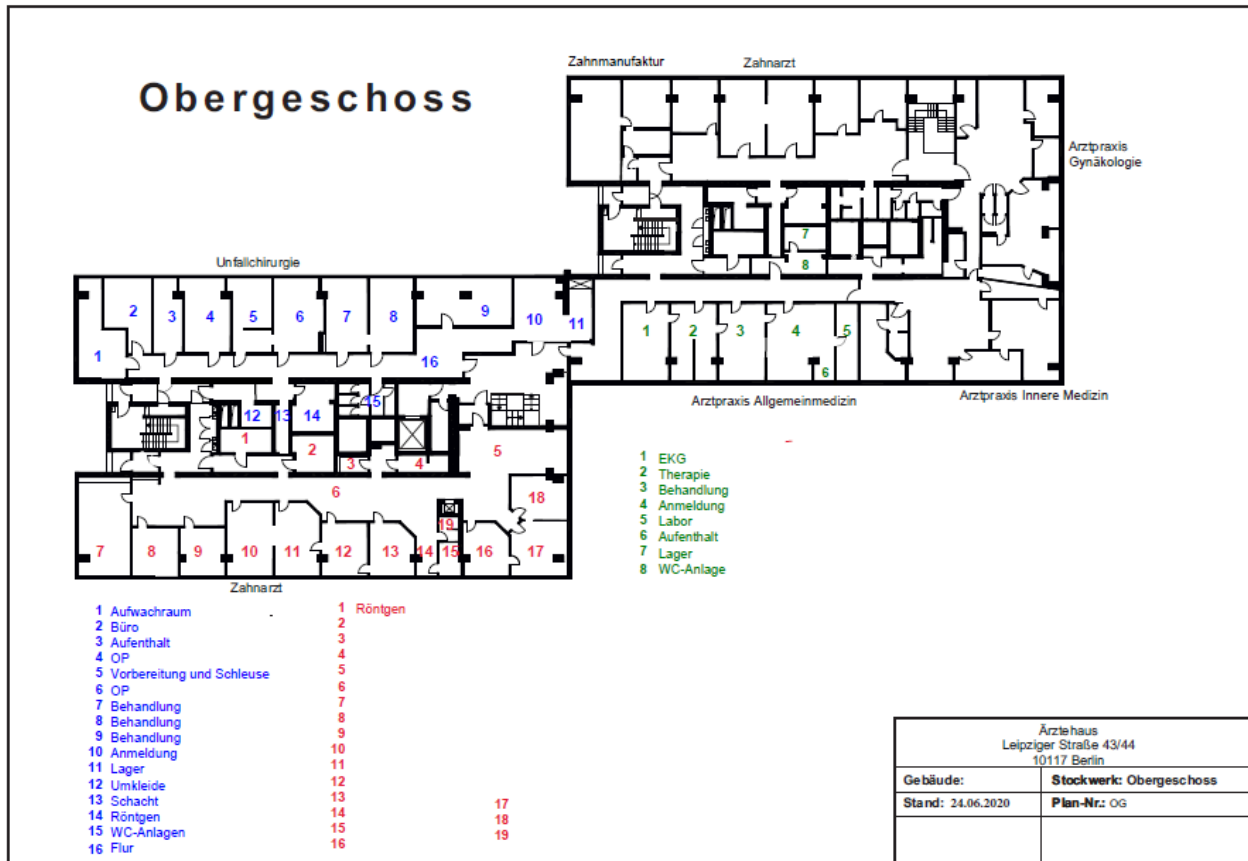 Obergeschoss
Zahnmanufaktur
Zahnarzt
Arztpraxis
Gynäkologie
7
8
Unfallchirurgie
1
2
3
4
5
6
7
8
9
10
11
16
1
2
3
4
5
6
Arztpraxis Allgemeinmedizin
Arztpraxis Innere Medizin
12
13
14
15
1
2
3
4
5
6
7
8
9
10
11
12
13
14
15
16
17
18
19
Zahnarzt
1 EKG
2 Therapie
3 Behandlung
4 Anmeldung
5 Labor
6 Aufenthalt
7 Lager
8 WC-Anlage
1 Aufwachraum
2 Büro
3 Aufenthalt
4 OP
5 Vorbereitung und Schleuse
6 OP
7 Behandlung
8 Behandlung
9 Behandlung
10 Anmeldung
11 Lager
12 Umkleide
13 Schacht
14 Röntgen
15 WC-Anlagen
16 Flur
1 Röntgen
2
3
4
5
6
7
8
9
10
11
12
13
14
15
16
17
18
19
Ärztehaus
Leipziger Straße 43/44
10117 Berlin
Gebäude: Stockwerk: Obergeschoss
Stand: 24.06.2020 Plan-Nr.: OG